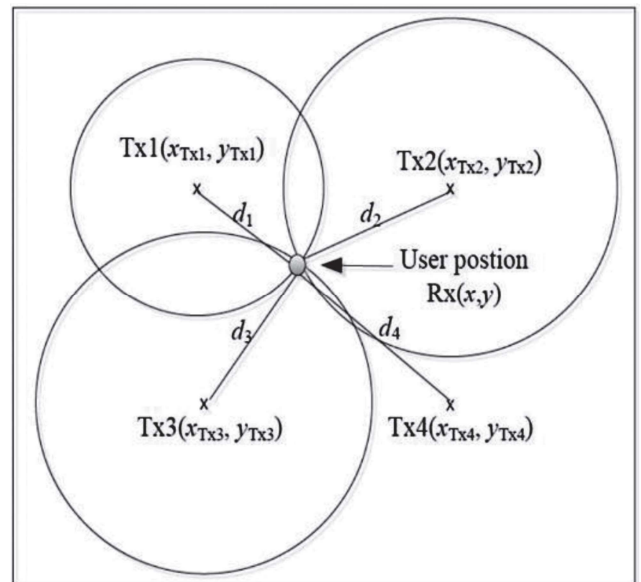 Tx1(xTx1, yTx1)
Tx2(xTx2, yTx2)
d1
d2
User postion
Rx(x,y)
d3
d4
Tx3(xTx3, yTx3)
Tx4(xTx4, yTx4)